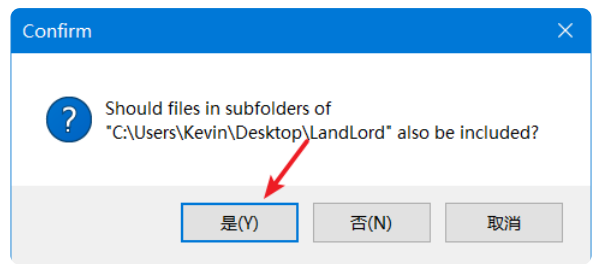 Confirm
Should files in subfolders of
"C:\Users\Kevin\Desktop\LandLord" also be included?
是(Y)
否(N)
取消